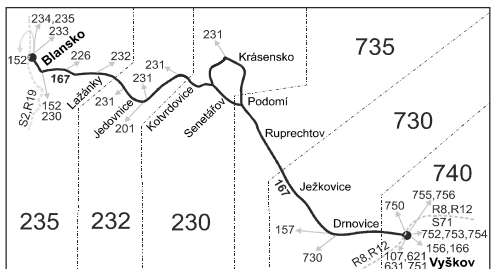 234,235
233
Blansko
152
226
232
167
S2,R19
152
230
Lažánky
231
231
Jedovnice
201
231
Kotvrdovice
231
Krásensko
Senetářov
Podomí
Ruprechtov
167
Ježkovice
Drnovice
157
730
735
730
740
235
232
230
755,756
750
R8,R12
S71
752,753,754
156,166
R8,R12
107,621
631,751
Vyškov